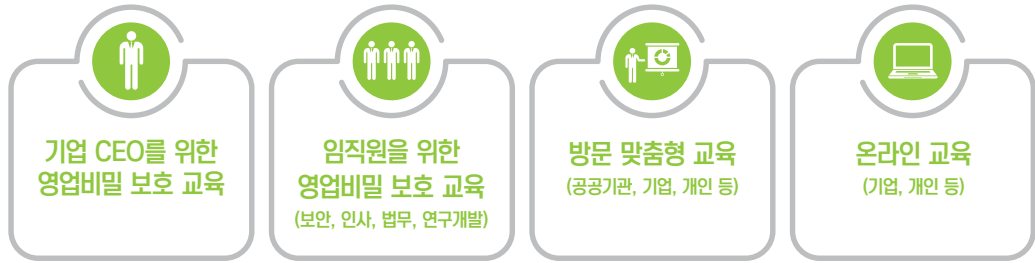 기업 CEO를 위한
영업비밀 보호 교육
임직원을 위한
영업비밀 보호 교육
(보안, 인사, 법무, 연구개발)
방문 맞춤형 교육
(공공기관, 기업, 개인 등)
온라인 교육
(기업, 개인 등)